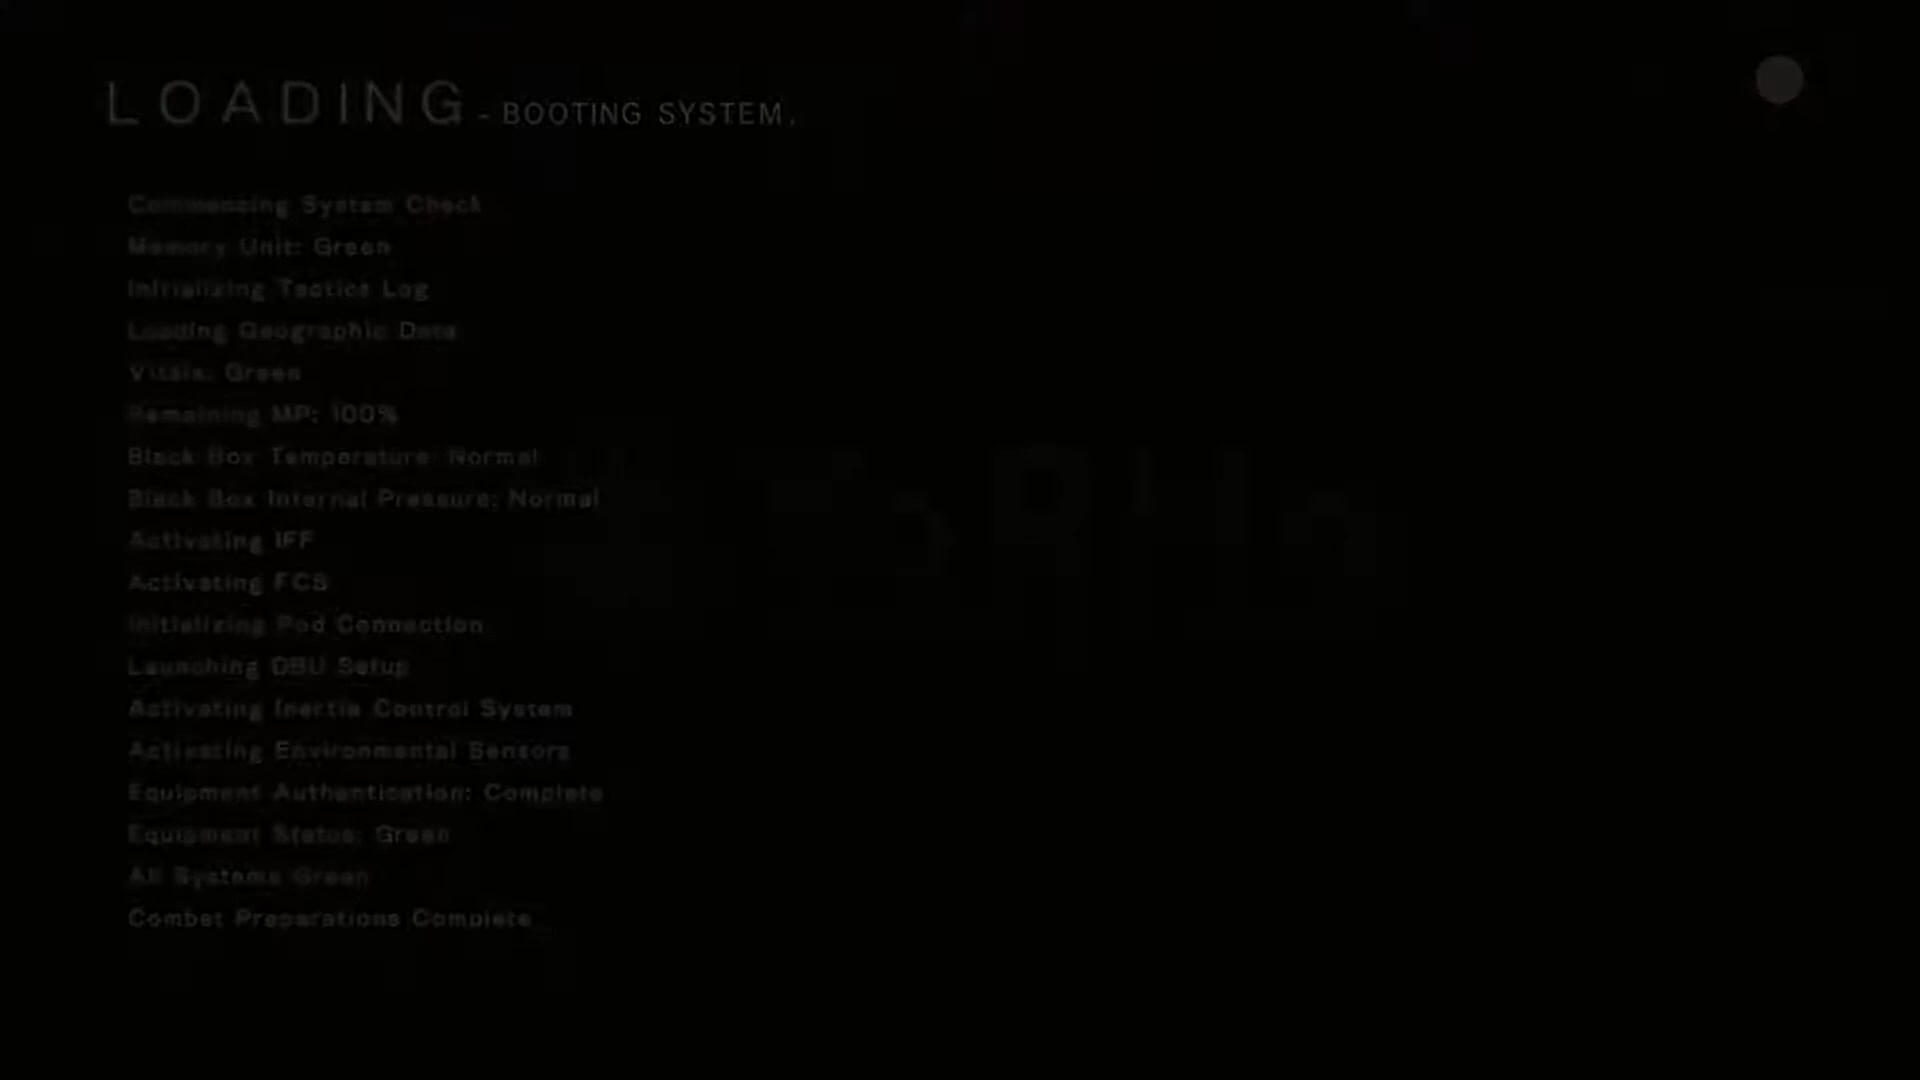 LOADING - BOOTING SYSTEM.
Commencing System Check
Memory Unit: Green
Initializing Tactics Log
Loading Geographic Data
Vitals: Green
Remaining MP: 100%
Black Box Temperature: Normal
Black Box Internal Pressure: Normal
Activating IFF
Activating FCS
Initializing Pod Connection
Launching DBU Setup
Activating Inertia Control System
Activating Environmental Sensors
Equipment Authentication: Complete
Equipment Status: Green
All Systems Green
Combat Preparations Complete